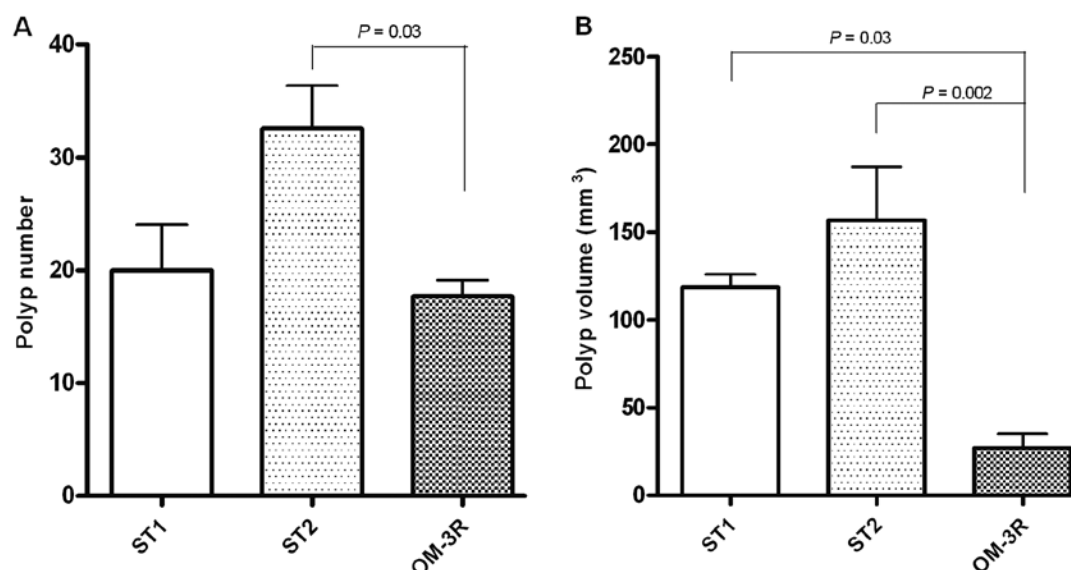 A
P = 0.03
Polyp number
40
30
20
10
0
ST1
ST2
OM-3R
B
P = 0.03
P = 0.002
Polyp volume (mm³)
250
200
150
100
50
0
ST1
ST2
OM-3R